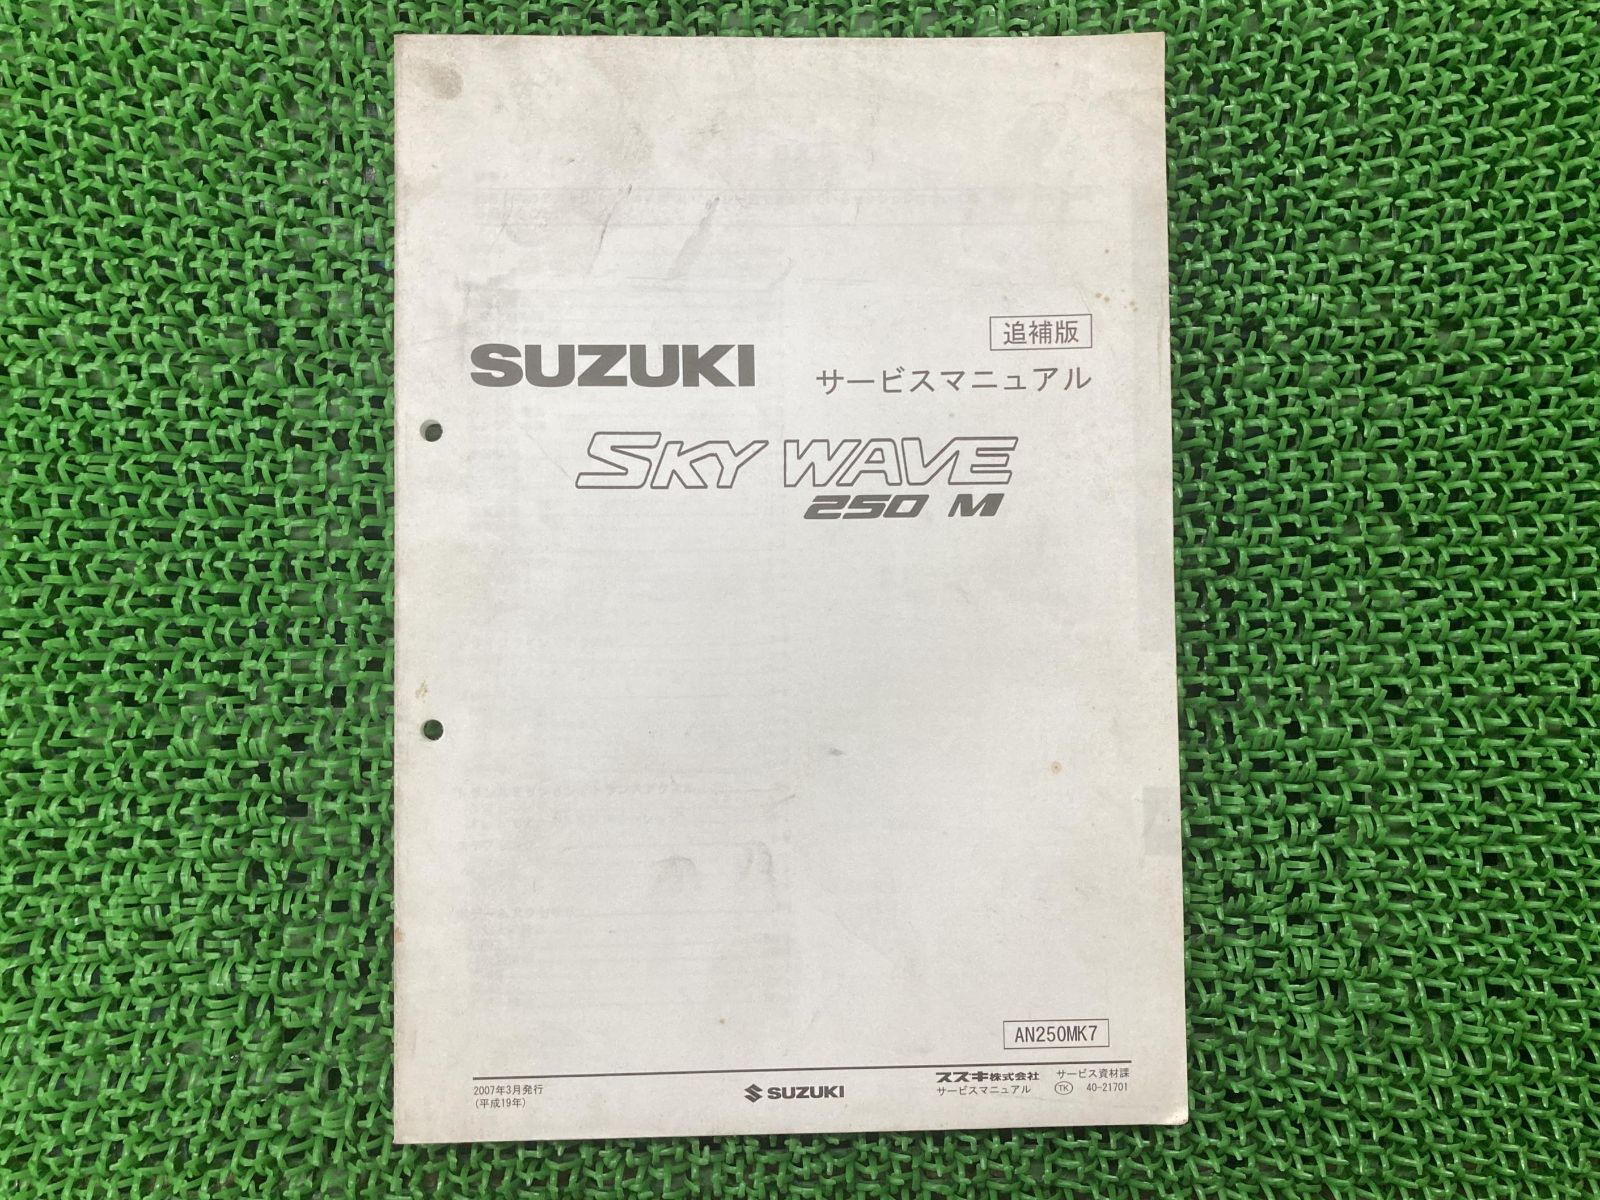 追補版
SUZUKI サービスマニュアル
SKYWAVE
250 M
AN250MK7
2007年3月発行
(平成19年)
SUZUKI
スズキ株式会社 サービス資材課
サービスマニュアル TK 40-21701